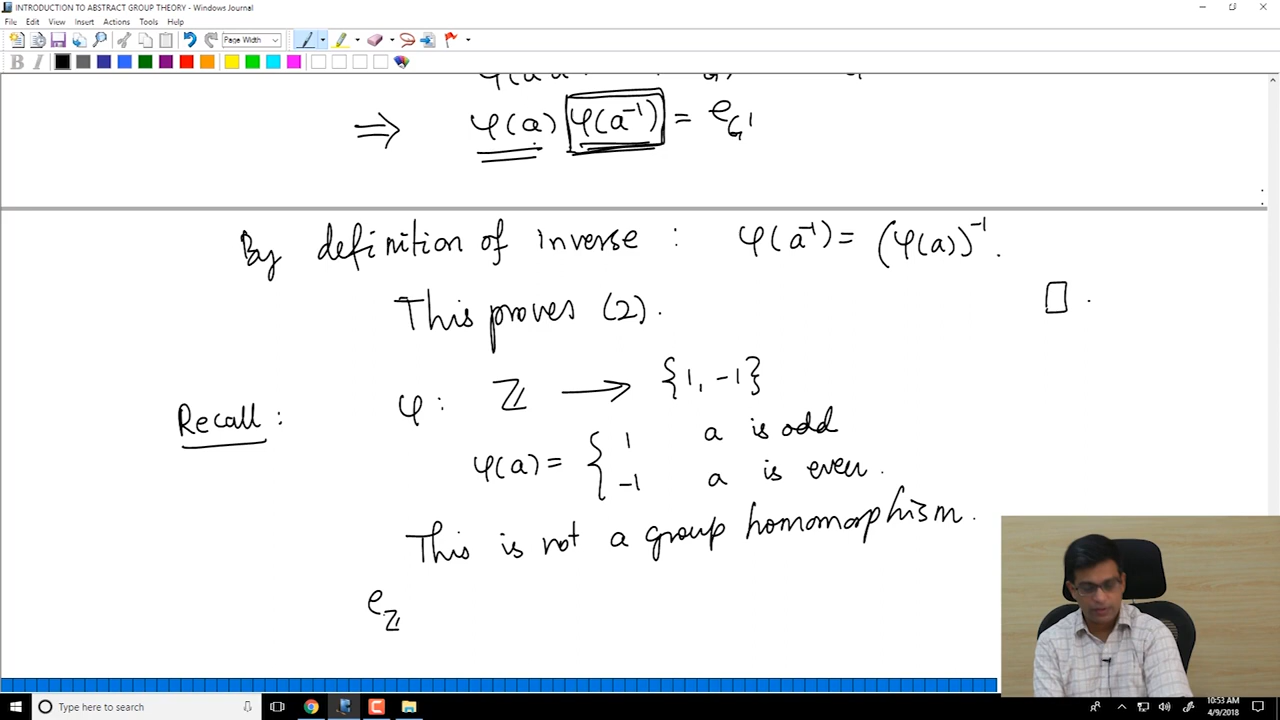 INTRODUCTION TO ABSTRACT GROUP THEORY - Windows Journal
File Edit View Insert Actions Tools Help
Page Width
B I
⇒ φ(a) φ(a⁻¹) = e_G'
By definition of inverse : φ(a⁻¹) = (φ(a))⁻¹.
This proves (2). □.
Recall : φ : ℤ → {1, -1}
φ(a) = { 1 a is odd
-1 a is even.
This is not a group homomorphism.
e_ℤ
Type here to search
10:53 AM
4/9/2018